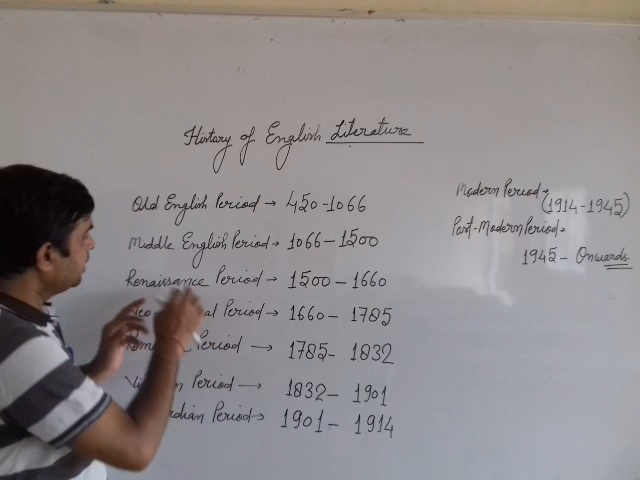 History of English Literature
Old English Period → 450-1066
Middle English Period → 1066-1500
Renaissance Period → 1500-1660
Period → 1660-1785
Period → 1785-1832
Period → 1832-1901
Period → 1901-1914
Modern Period →
(1914-1945)
Post-Modern Period →
1945- Onwards